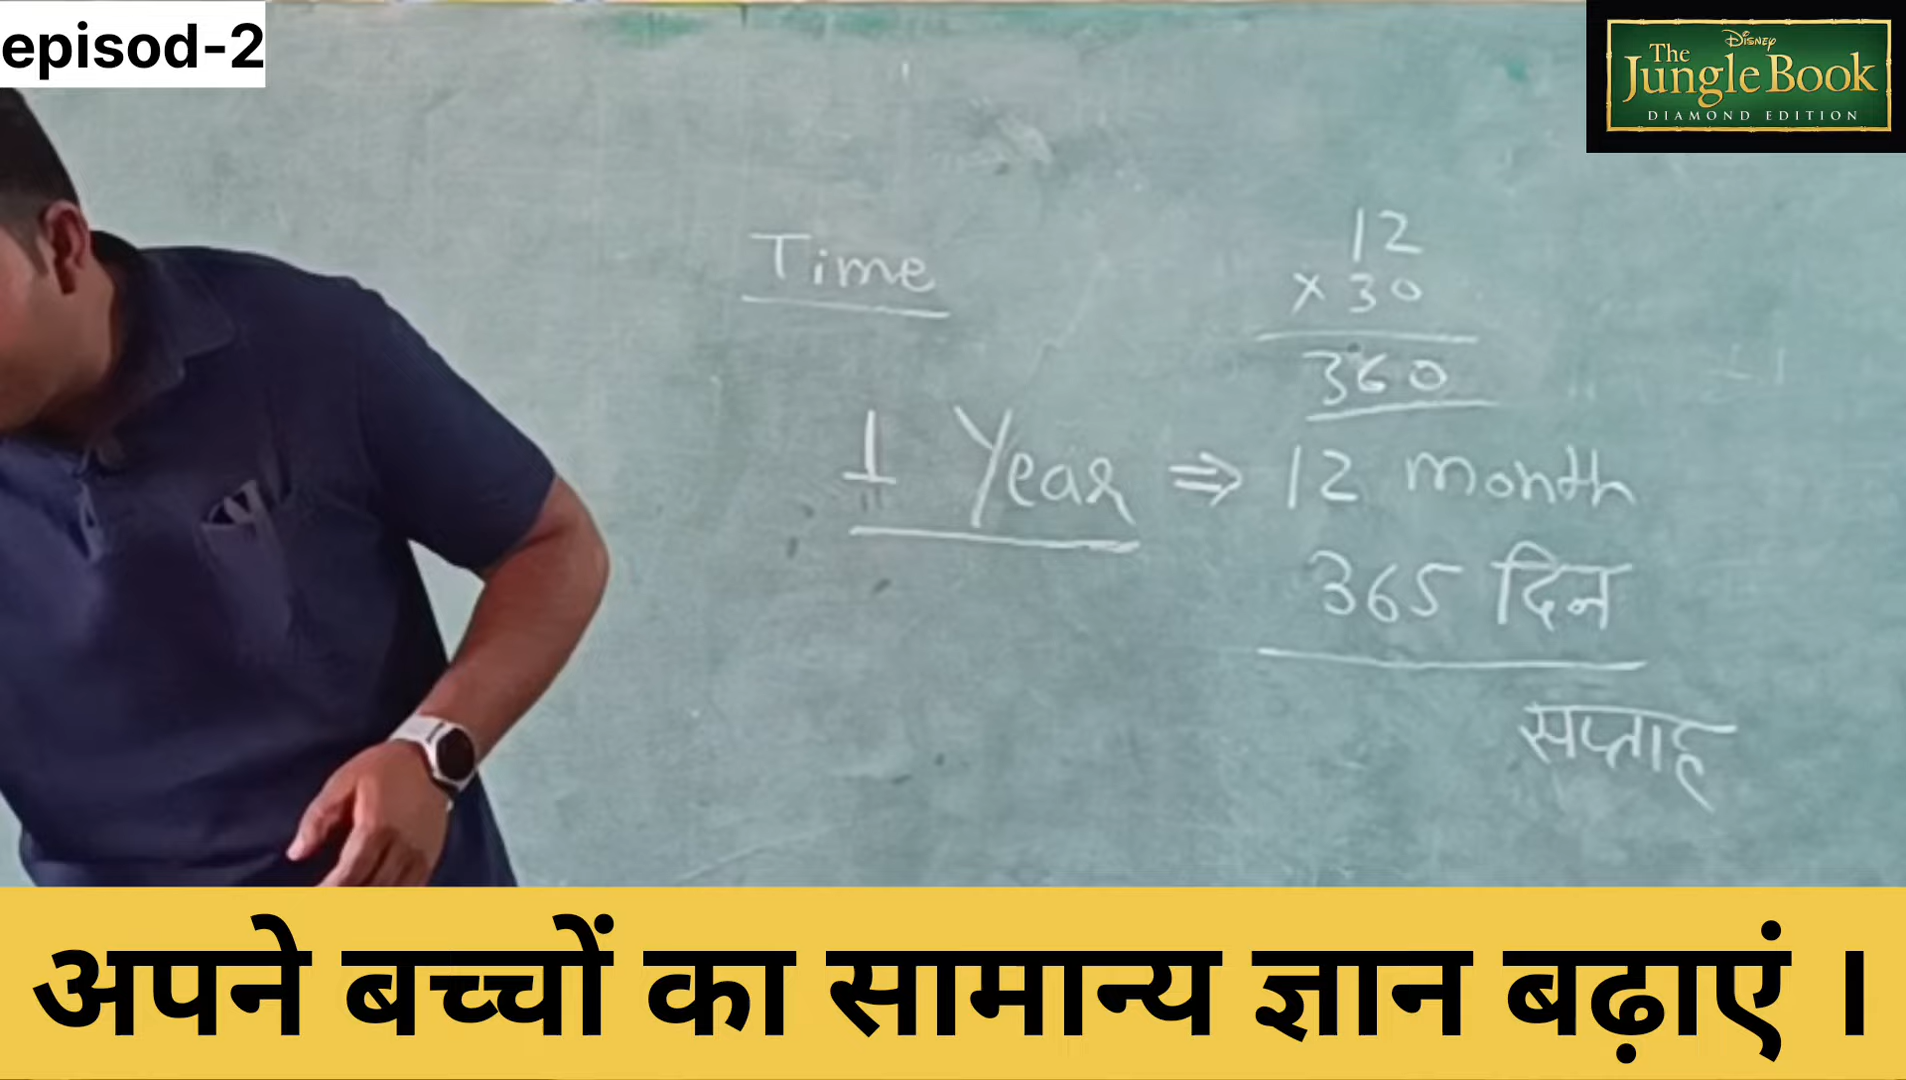 episod-2
Disney
The
Jungle Book
DIAMOND EDITION
Time
12
× 30
360
1 Year ⇒ 12 month
365 दिन
सप्ताह
अपने बच्चों का सामान्य ज्ञान बढ़ाएं ।